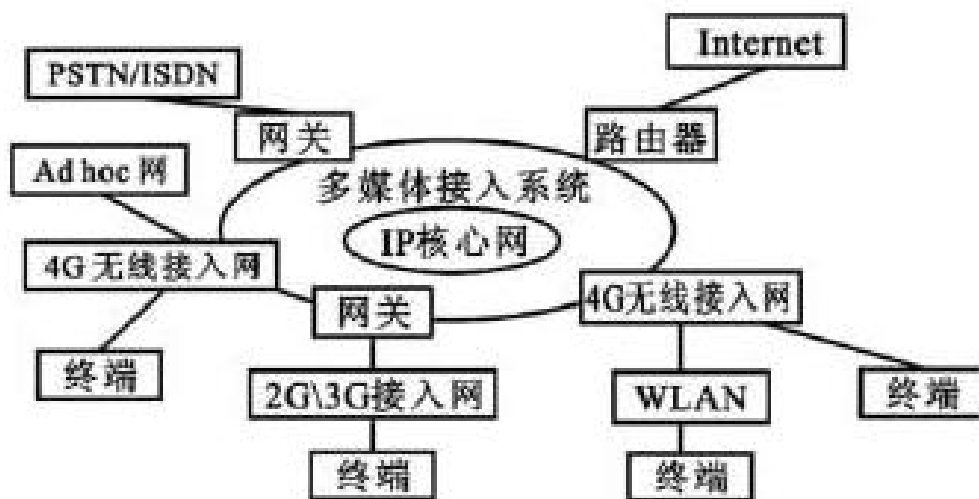 Internet
PSTN/ISDN
网关
路由器
Ad hoc 网
多媒体接入系统
IP核心网
4G无线接入网
4G无线接入网
网关
终端
2G\3G接入网
WLAN
终端
终端
终端